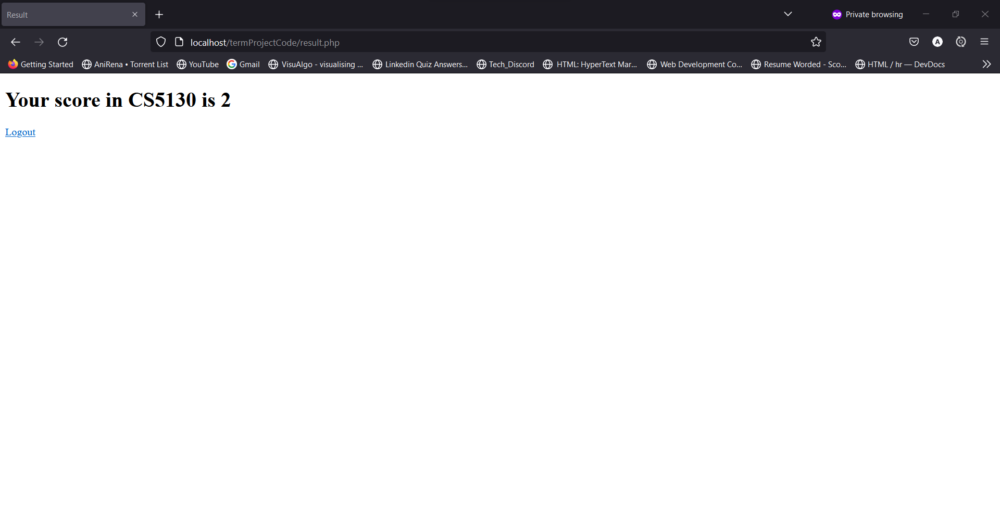 Result
Private browsing
localhost/termProjectCode/result.php
A
Getting Started AniRena • Torrent List YouTube Gmail VisuAlgo - visualising ... Linkedin Quiz Answers... Tech_Discord HTML: HyperText Mar... Web Development Co... Resume Worded - Sco... HTML / hr — DevDocs
Your score in CS5130 is 2
Logout